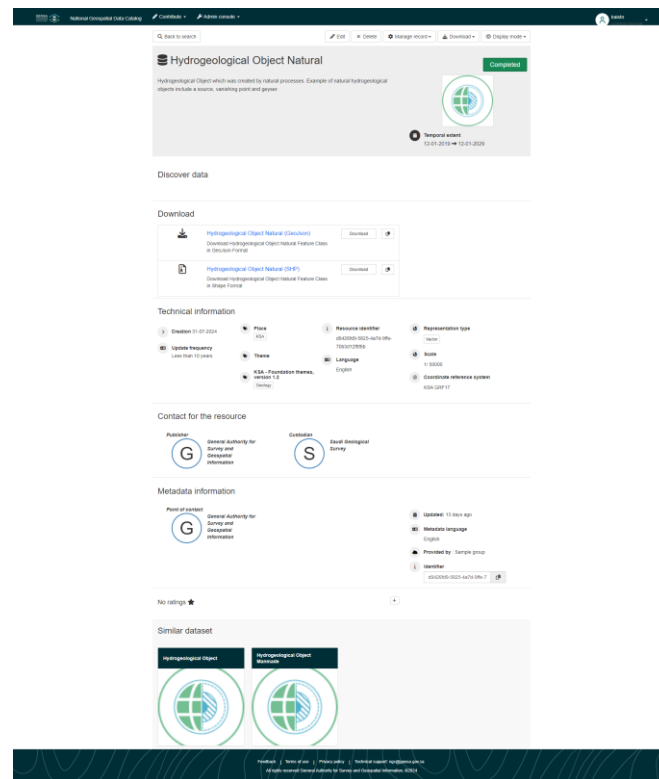 National Geospatial Data Catalog
Contribute
Admin console
Back to search
Edit
Delete
Manage record
Download
Display mode
Hydrogeological Object Natural
Completed
Hydrogeological Object which was created by natural processes. Example of natural hydrogeological
objects include a source, vanishing point and geyser
Temporal extent
Discover data
Download
Hydrogeological Object Natural (GeoJson)
Download
Download Hydrogeological Object Natural Feature Class
in GeoJson Format
Hydrogeological Object Natural (SHP)
Download
Download Hydrogeological Object Natural Feature Class
in Shape Format
Technical information
Creation 31-07-2024
Update frequency
Less than 10 years
Place
KSA
Theme
KSA - Foundation themes,
version 1.0
Geology
Resource identifier
Language
English
Representation type
Vector
Scale
1: 50000
Coordinate reference system
KSA GRF17
Contact for the resource
Publisher
G
General Authority for
Survey and
Geospatial
Information
Custodian
S
Saudi Geological
Survey
Metadata information
Point of contact
G
General Authority for
Survey and
Geospatial
Information
Updated: 13 days ago
Metadata language
English
Provided by Sample group
Identifier
No ratings
Similar dataset
Hydrogeological Object
Hydrogeological Object
Manmade
Feedback | Terms of use | Privacy policy | Technical support:
All rights reserved General Authority for Survey and Geospatial Information, ©2024